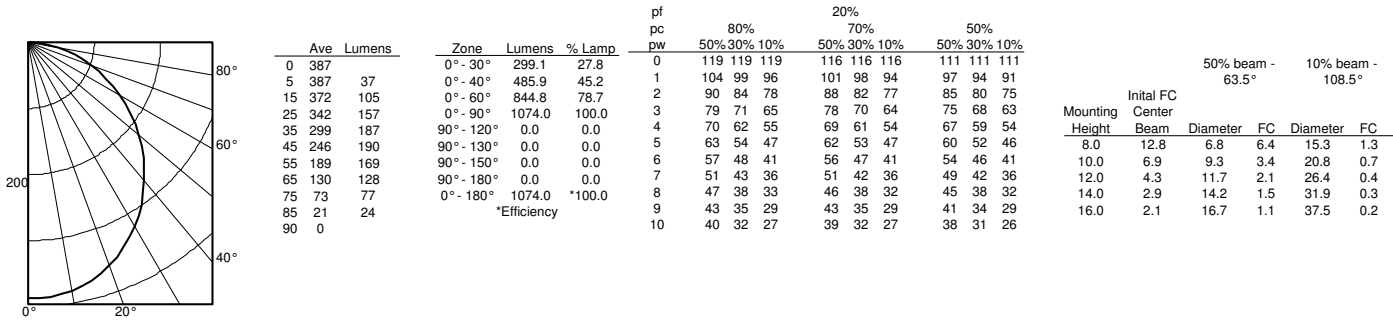 80°
60°
200
40°
0° 20°
Ave Lumens
0 387
5 387 37
15 372 105
25 342 157
35 299 187
45 246 190
55 189 169
65 130 128
75 73 77
85 21 24
90 0
Zone Lumens % Lamp
0° - 30° 299.1 27.8
0° - 40° 485.9 45.2
0° - 60° 844.8 78.7
0° - 90° 1074.0 100.0
90° - 120° 0.0 0.0
90° - 130° 0.0 0.0
90° - 150° 0.0 0.0
90° - 180° 0.0 0.0
0° - 180° 1074.0 *100.0
*Efficiency
pf 20%
pc 80% 70% 50%
pw 50% 30% 10% 50% 30% 10% 50% 30% 10%
0 119 119 119 116 116 116 111 111 111
1 104 99 96 101 98 94 97 94 91
2 90 84 78 88 82 77 85 80 75
3 79 71 65 78 70 64 75 68 63
4 70 62 55 69 61 54 67 59 54
5 63 54 47 62 53 47 60 52 46
6 57 48 41 56 47 41 54 46 41
7 51 43 36 51 42 36 49 42 36
8 47 38 33 46 38 32 45 38 32
9 43 35 29 43 35 29 41 34 29
10 40 32 27 39 32 27 38 31 26
50% beam - 10% beam -
63.5° 108.5°
Inital FC
Mounting Center
Height Beam Diameter FC Diameter FC
8.0 12.8 6.8 6.4 15.3 1.3
10.0 6.9 9.3 3.4 20.8 0.7
12.0 4.3 11.7 2.1 26.4 0.4
14.0 2.9 14.2 1.5 31.9 0.3
16.0 2.1 16.7 1.1 37.5 0.2